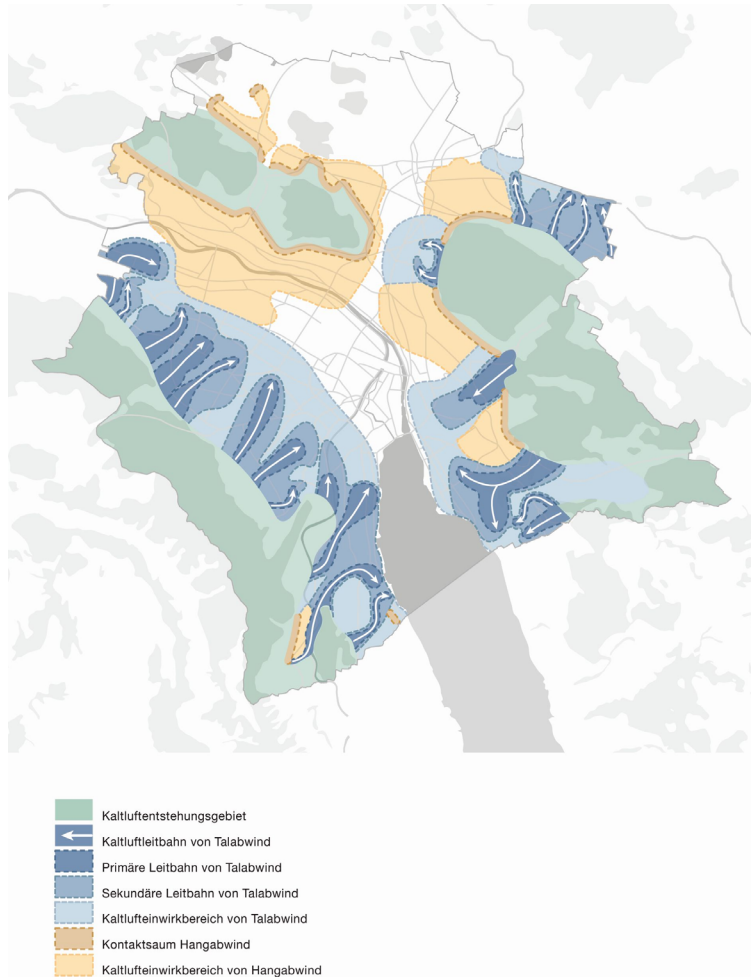 Kaltluftentstehungsgebiet
Kaltluftleitbahn von Talabwind
Primäre Leitbahn von Talabwind
Sekundäre Leitbahn von Talabwind
Kaltlufteinwirkbereich von Talabwind
Kontaktsaum Hangabwind
Kaltlufteinwirkbereich von Hangabwind